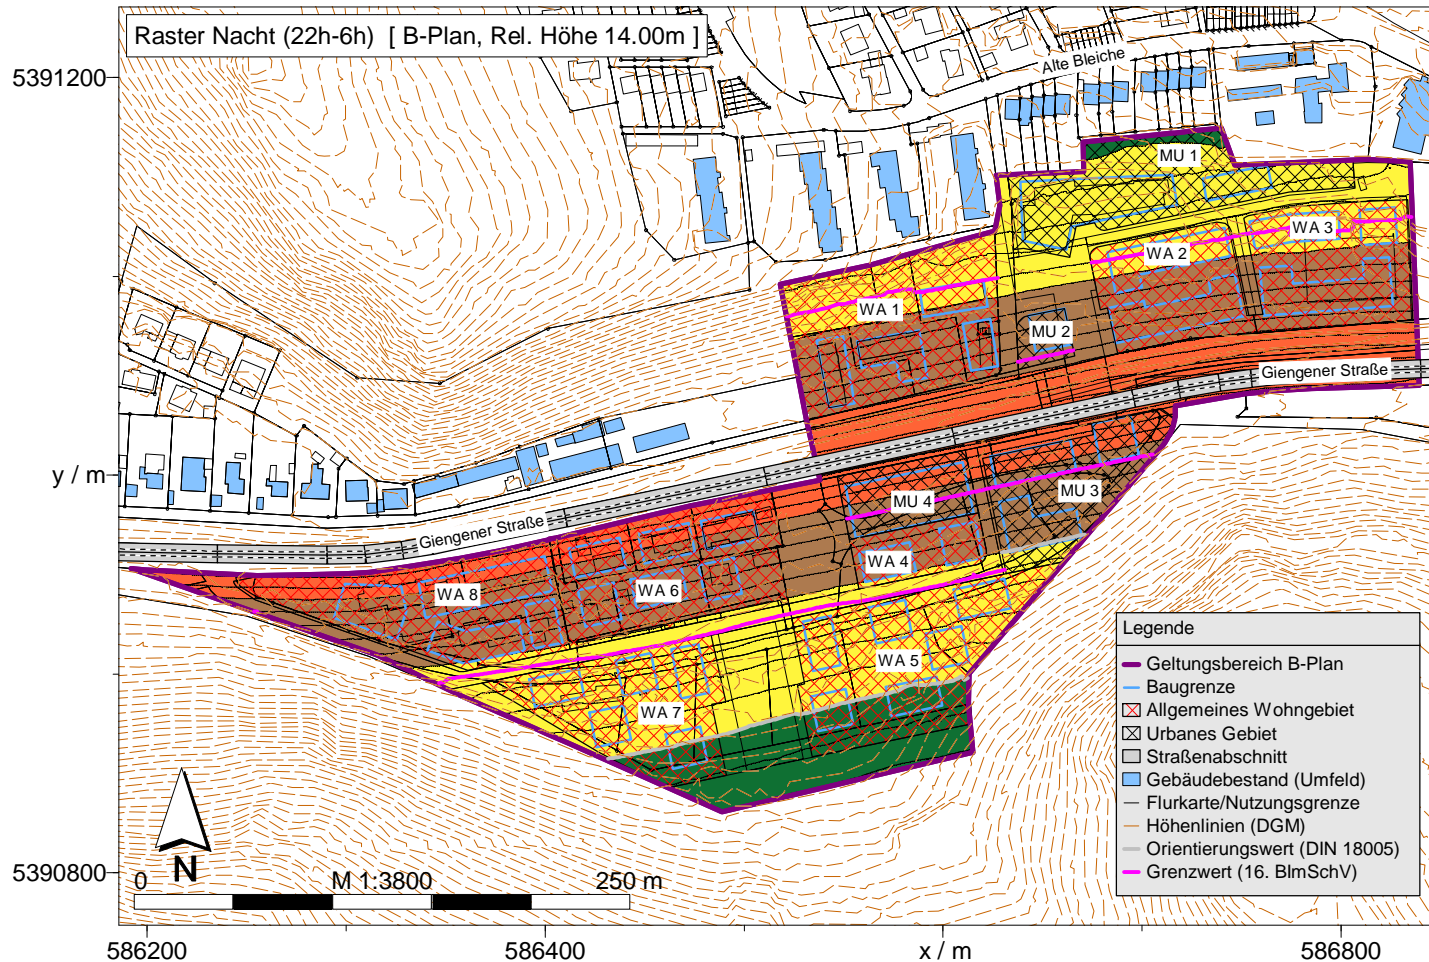 Raster Nacht (22h-6h) [ B-Plan, Rel. Höhe 14.00m ]
5391200
Alte Bleiche
MU 1
WA 3
WA 2
WA 1
MU 2
Giengener Straße
y / m
MU 3
MU 4
Giengener Straße
WA 4
WA 6
WA 8
WA 5
WA 7
Legende
Geltungsbereich B-Plan
Baugrenze
Allgemeines Wohngebiet
Urbanes Gebiet
Straßenabschnitt
Gebäudebestand (Umfeld)
Flurkarte/Nutzungsgrenze
Höhenlinien (DGM)
Orientierungswert (DIN 18005)
Grenzwert (16. BImSchV)
N
5390800
0 M 1:3800 250 m
586200 586400 x / m 586800